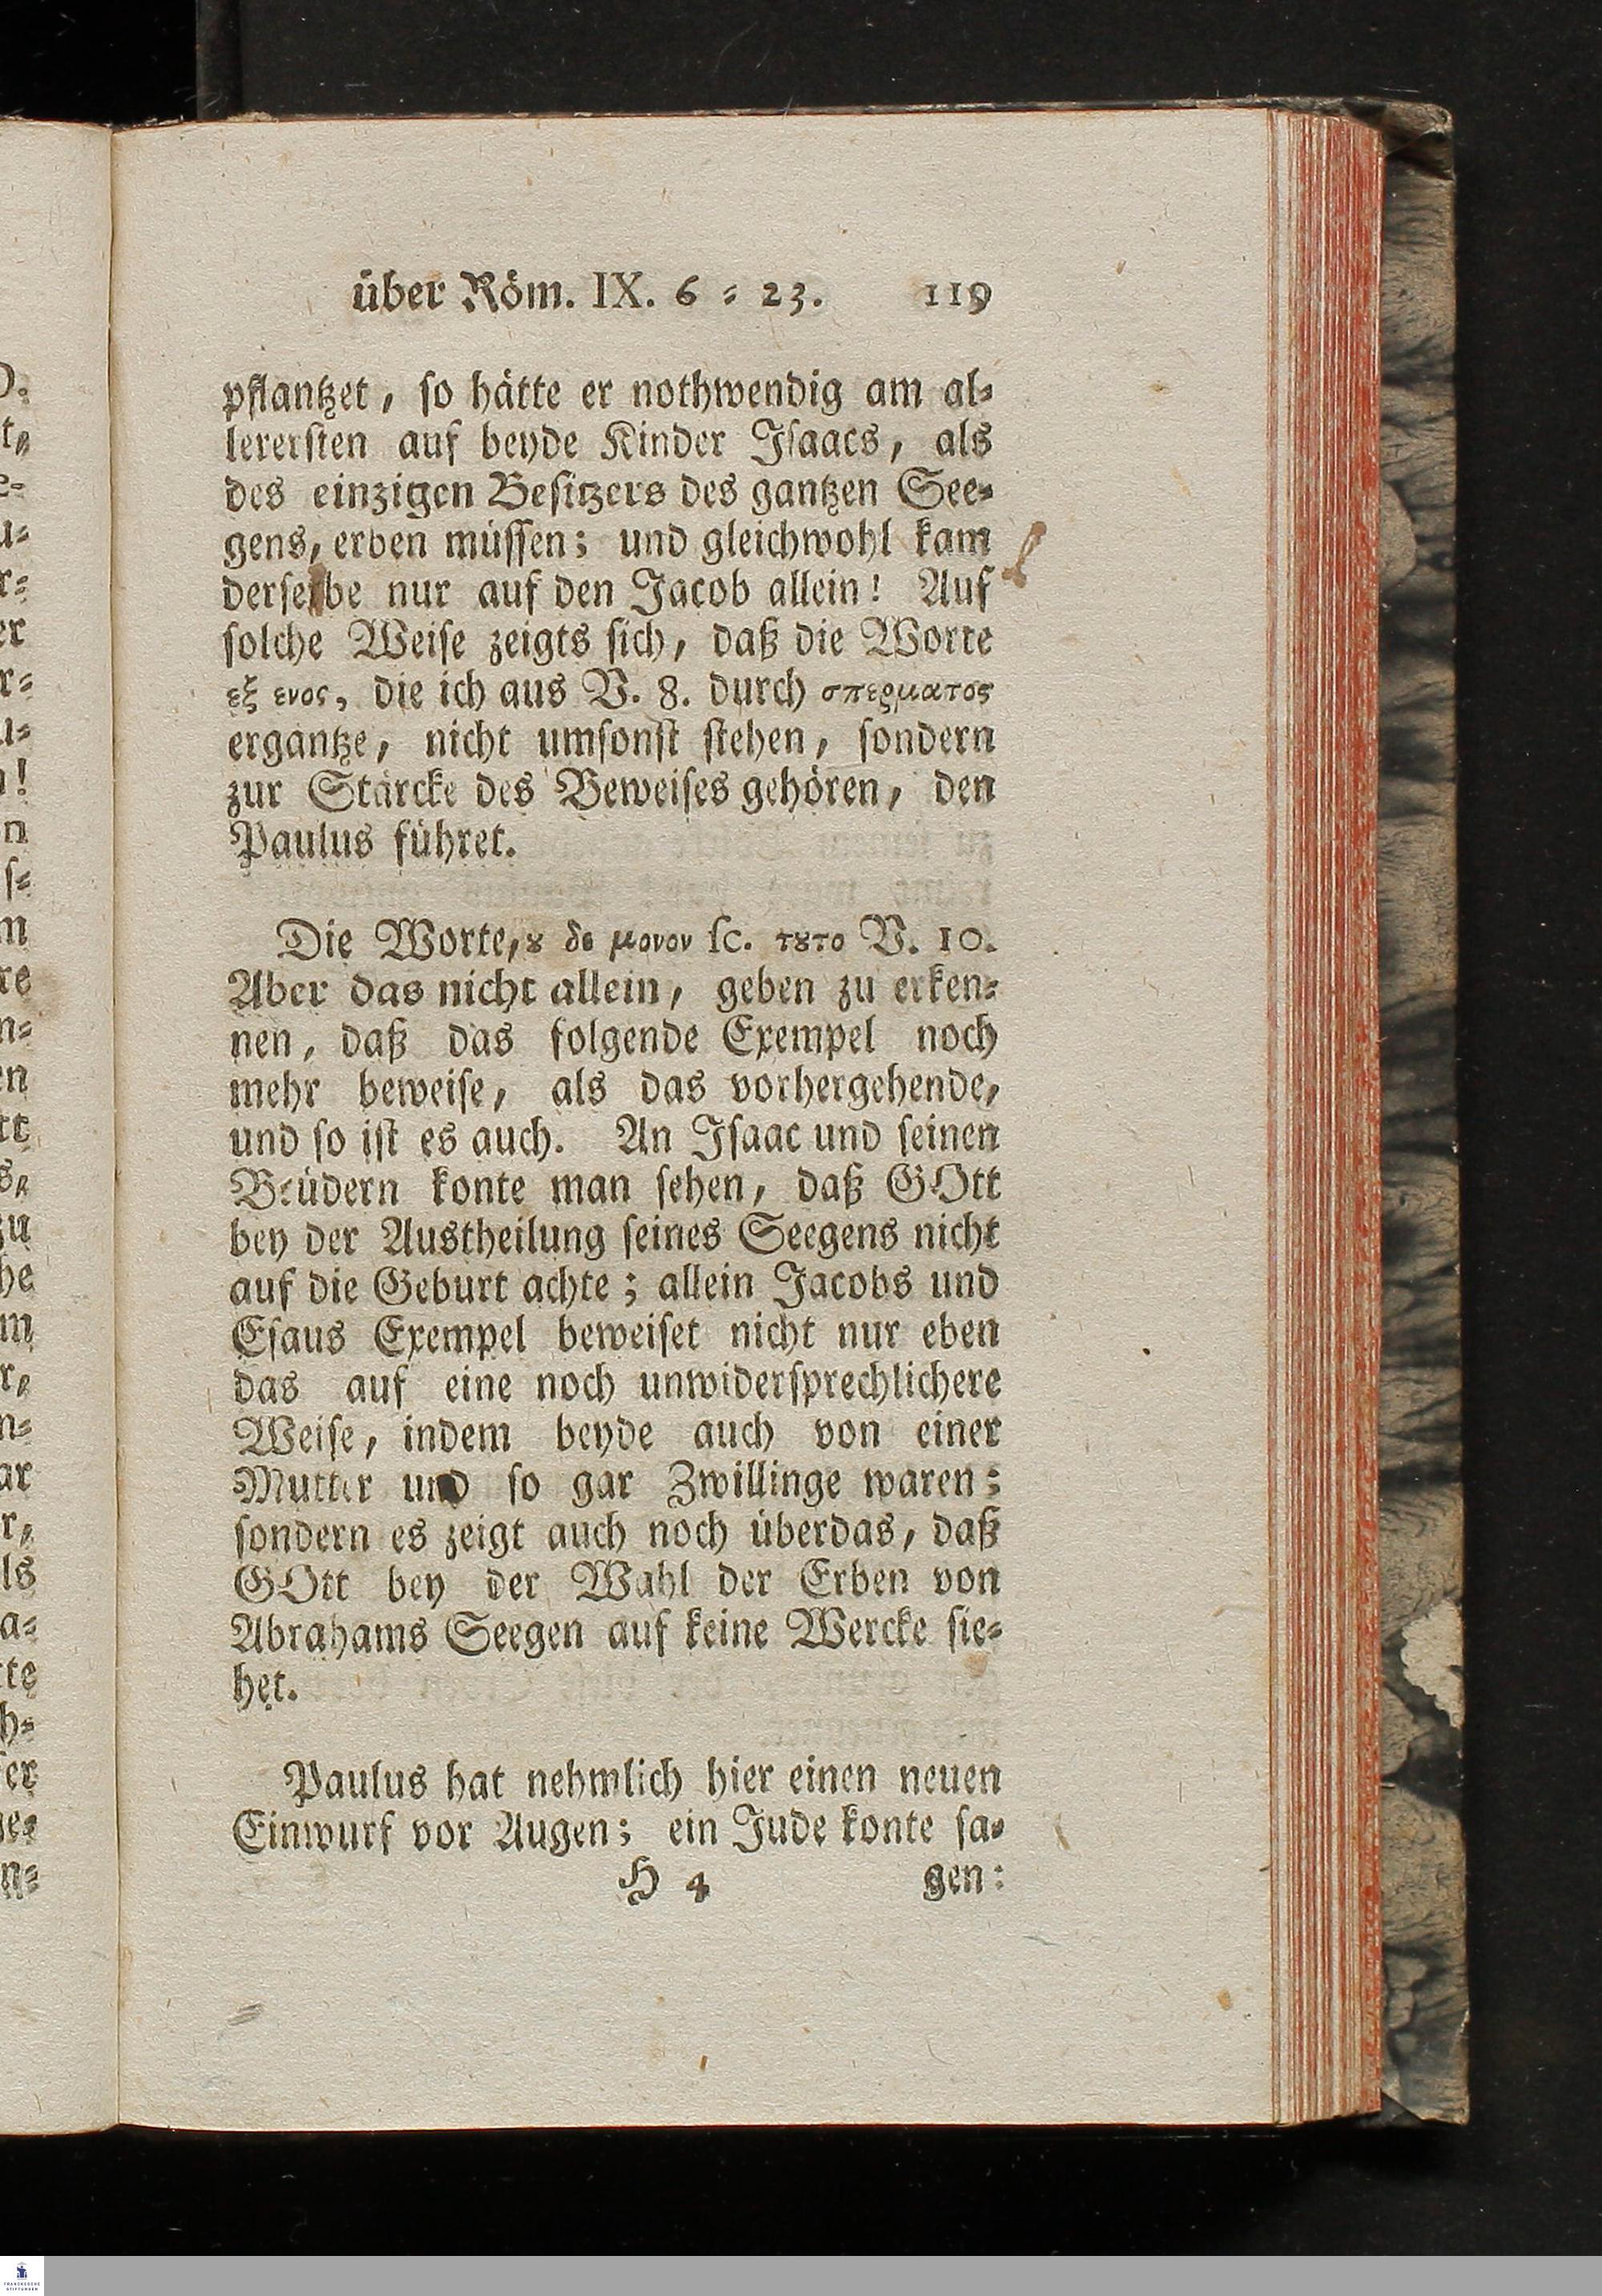 über Röm. IX. 6 = 23. 119
pflantzet, so hätte er nothwendig am al=
lerersten auf beyde Kinder Isaacs, als
des einzigen Besitzers des gantzen See=
gens, erben müssen; und gleichwohl kam
derselbe nur auf den Jacob allein! Auf
solche Weise zeigts sich, daß die Worte
εξ ενος, die ich aus V. 8. durch σπερματος
ergäntze, nicht umsonst stehen, sondern
zur Stärcke des Beweises gehören, den
Paulus führet.
Die Worte, ȣ δε μονον sc. τȣτο V. 10.
Aber das nicht allein, geben zu erken=
nen, daß das folgende Exempel noch
mehr beweise, als das vorhergehende,
und so ist es auch. An Isaac und seinen
Brüdern konte man sehen, daß GOtt
bey der Austheilung seines Seegens nicht
auf die Geburt achte; allein Jacobs und
Esaus Exempel beweiset nicht nur eben
das auf eine noch unwidersprechlichere
Weise, indem beyde auch von einer
Mutter und so gar Zwillinge waren;
sondern es zeigt auch noch überdas, daß
GOtt bey der Wahl der Erben von
Abrahams Seegen auf keine Wercke sie=
het.
Paulus hat nehmlich hier einen neuen
Einwurf vor Augen; ein Jude konte sa=
H 4 gen:
FRANCKESCHE
STIFTUNGEN